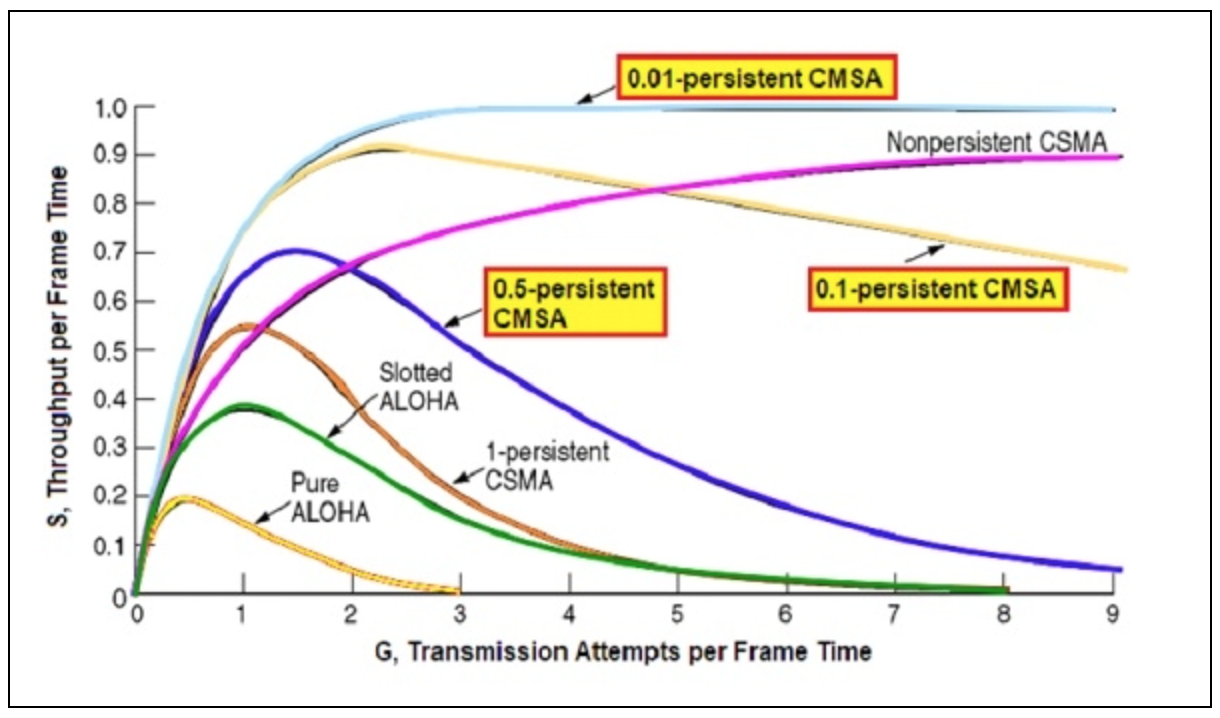 0.01-persistent CMSA
1.0
Nonpersistent CSMA
0.9
0.8
0.7
0.6
0.5
0.4
0.3
0.2
0.1
0
S, Throughput per Frame Time
0.5-persistent
CMSA
0.1-persistent CMSA
Slotted
ALOHA
1-persistent
CSMA
Pure
ALOHA
0 1 2 3 4 5 6 7 8 9
G, Transmission Attempts per Frame Time